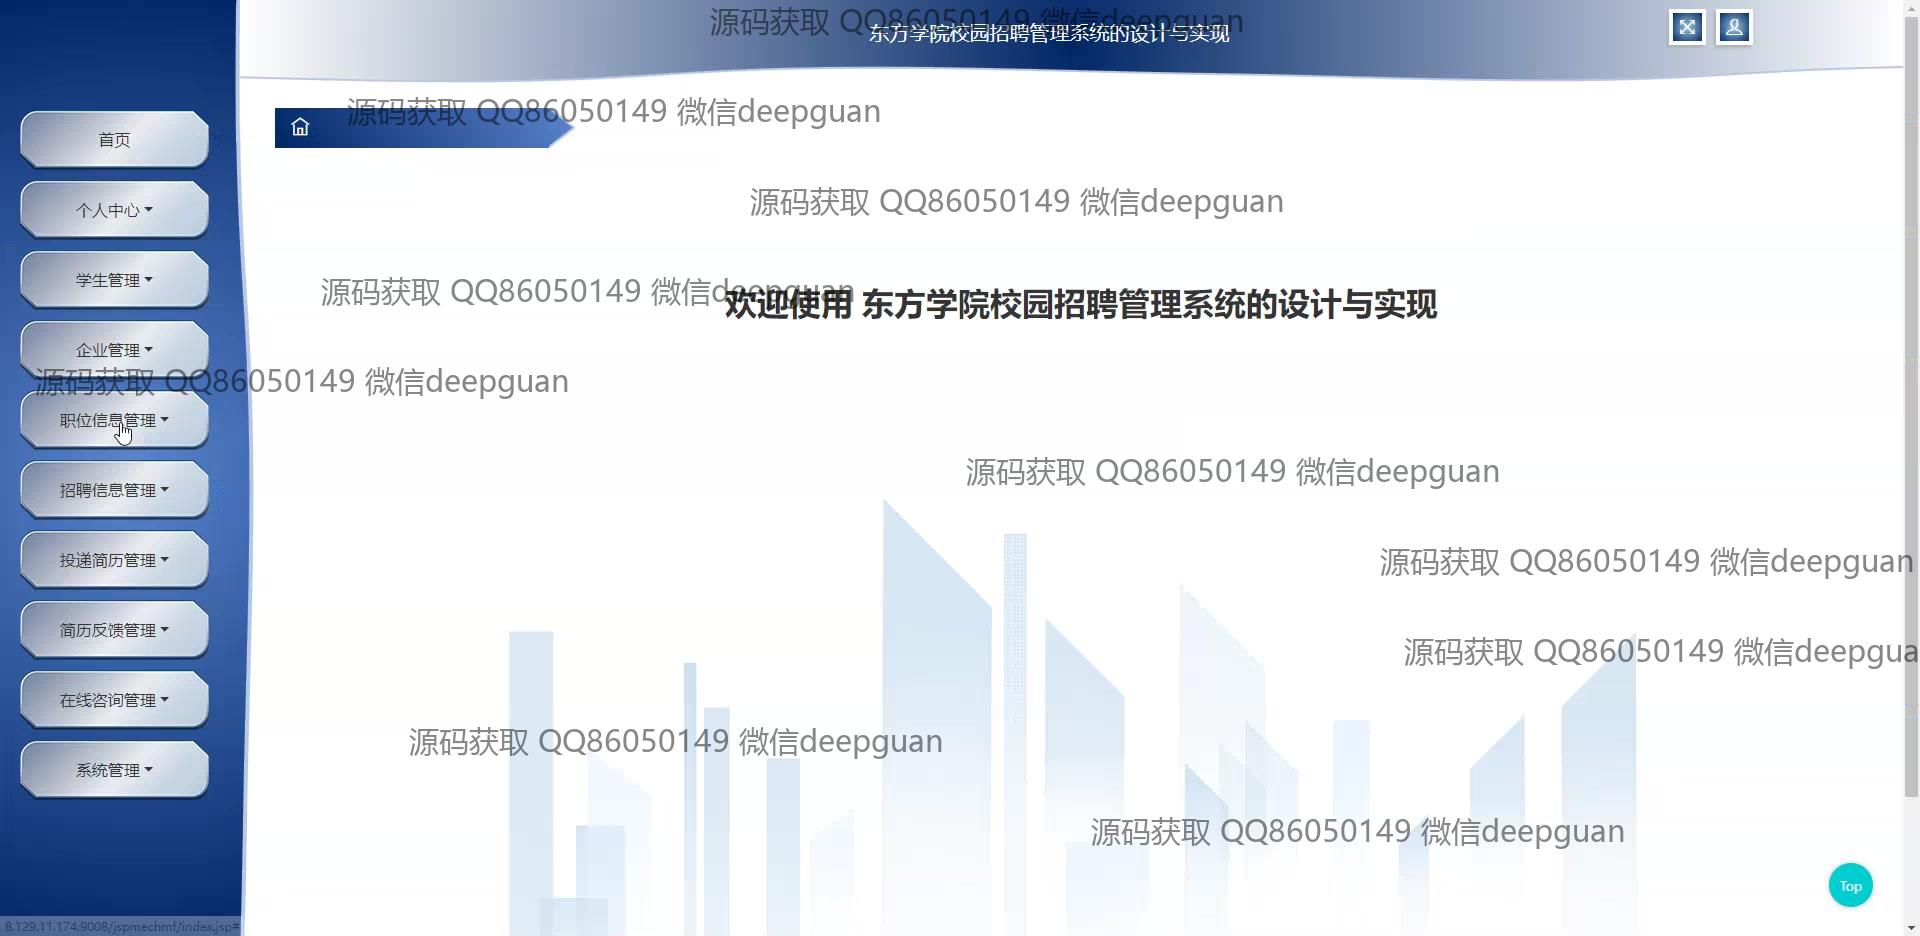 源码获取 QQ86050149 微信deepguan
东方学院校园招聘管理系统的设计与实现
源码获取 QQ86050149 微信deepguan
首页
源码获取 QQ86050149 微信deepguan
个人中心
学生管理
源码获取 QQ86050149 微信deepguan
欢迎使用 东方学院校园招聘管理系统的设计与实现
企业管理
源码获取 QQ86050149 微信deepguan
职位信息管理
源码获取 QQ86050149 微信deepguan
招聘信息管理
投递简历管理
源码获取 QQ86050149 微信deepguan
简历反馈管理
源码获取 QQ86050149 微信deepgua
在线咨询管理
源码获取 QQ86050149 微信deepguan
系统管理
源码获取 QQ86050149 微信deepguan
Top
8.129.11.174:9008/jspmechmf/index.jsp#